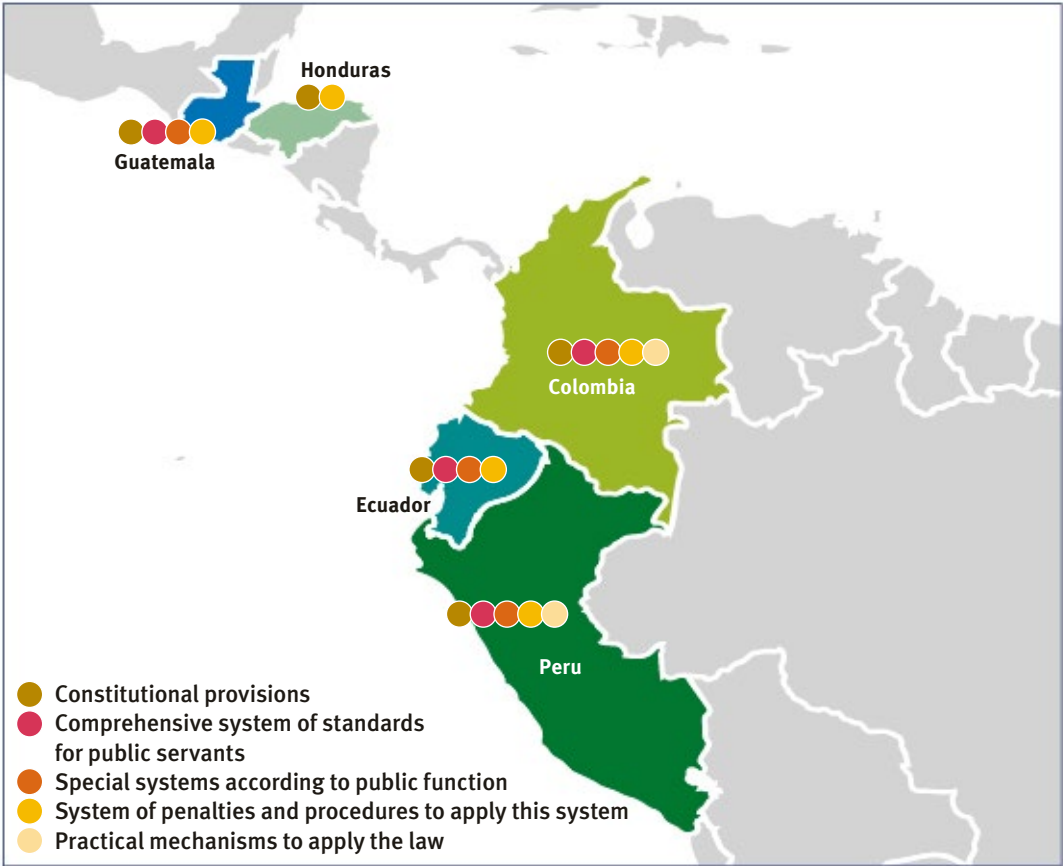 Honduras
Guatemala
Colombia
Ecuador
Peru
Constitutional provisions
Comprehensive system of standards
for public servants
Special systems according to public function
System of penalties and procedures to apply this system
Practical mechanisms to apply the law